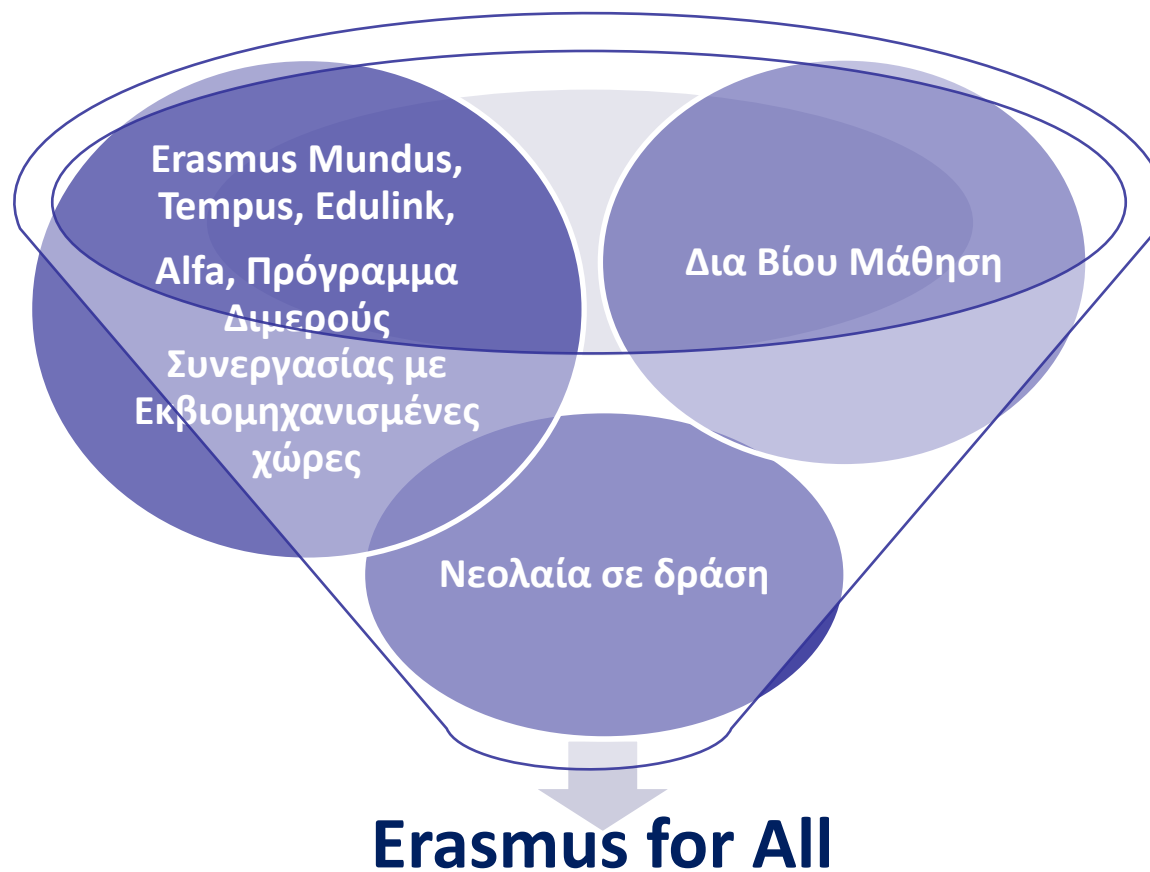 Erasmus Mundus,
Tempus, Edulink,
Alfa, Πρόγραμμα
Διμερούς
Συνεργασίας με
Εκβιομηχανισμένες
χώρες
Δια Βίου Μάθηση
Νεολαία σε δράση
Erasmus for All